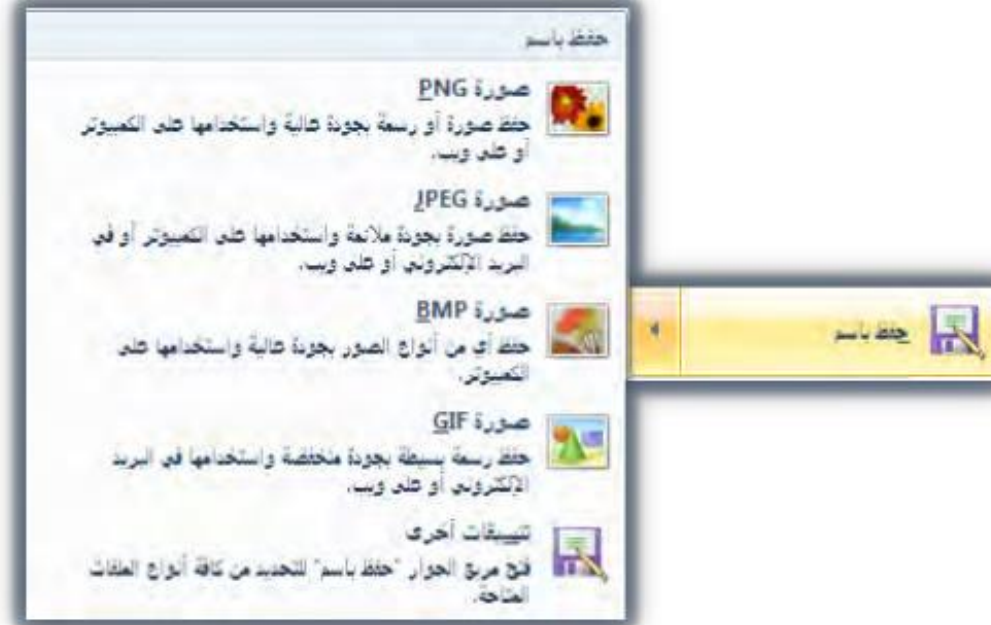 حفظ باسم
صورة PNG
حفظ صورة أو رسمة بجودة عالية واستخدامها على الكمبيوتر
أو على ويب.
صورة JPEG
حفظ صورة بجودة ملائمة واستخدامها على الكمبيوتر أو في
البريد الإلكتروني أو على ويب.
صورة BMP
حفظ أي من أنواع الصور بجودة عالية واستخدامها على
الكمبيوتر.
صورة GIF
حفظ رسمة بسيطة بجودة منخفضة واستخدامها في البريد
الإلكتروني أو على ويب.
تنسيقات أخرى
فتح مربع الحوار "حفظ باسم" للتحديد من كافة أنواع الملفات
المتاحة.
حفظ باسم